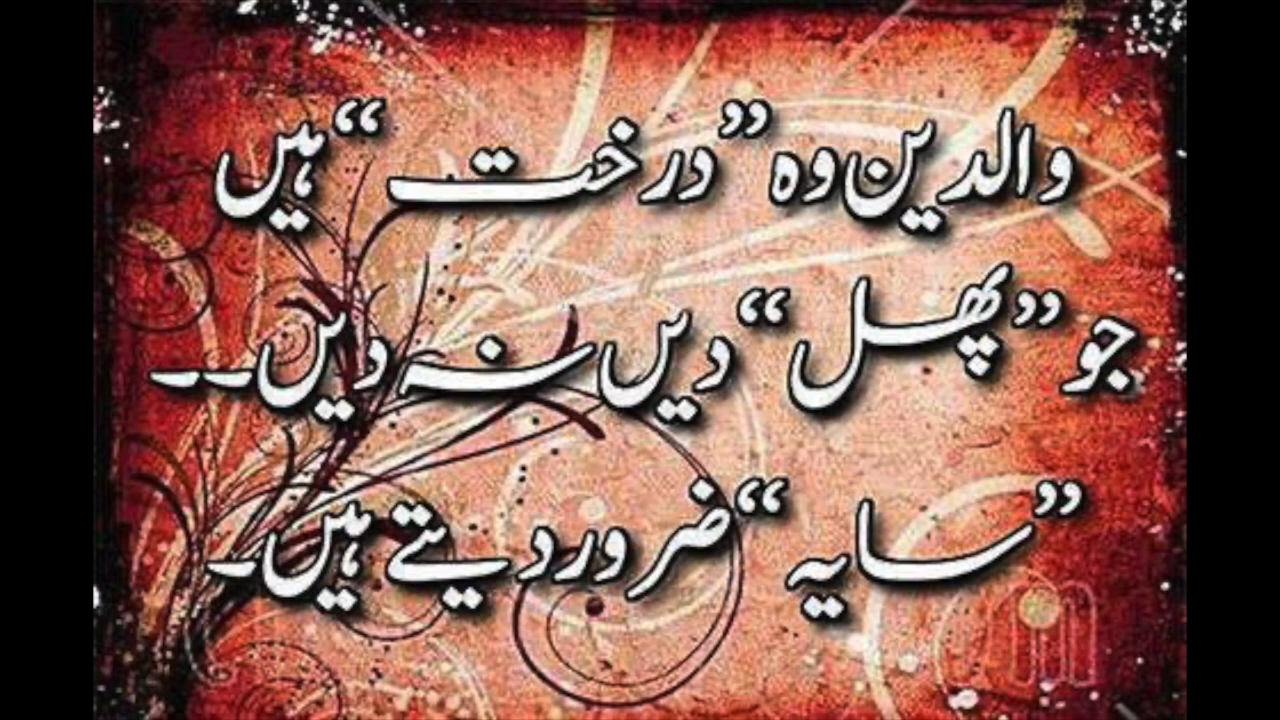 والدین وہ ”درخت“ ہیں
جو ”پھل“ دیں نہ دیں۔۔
”سایہ“ ضرور دیتے ہیں۔